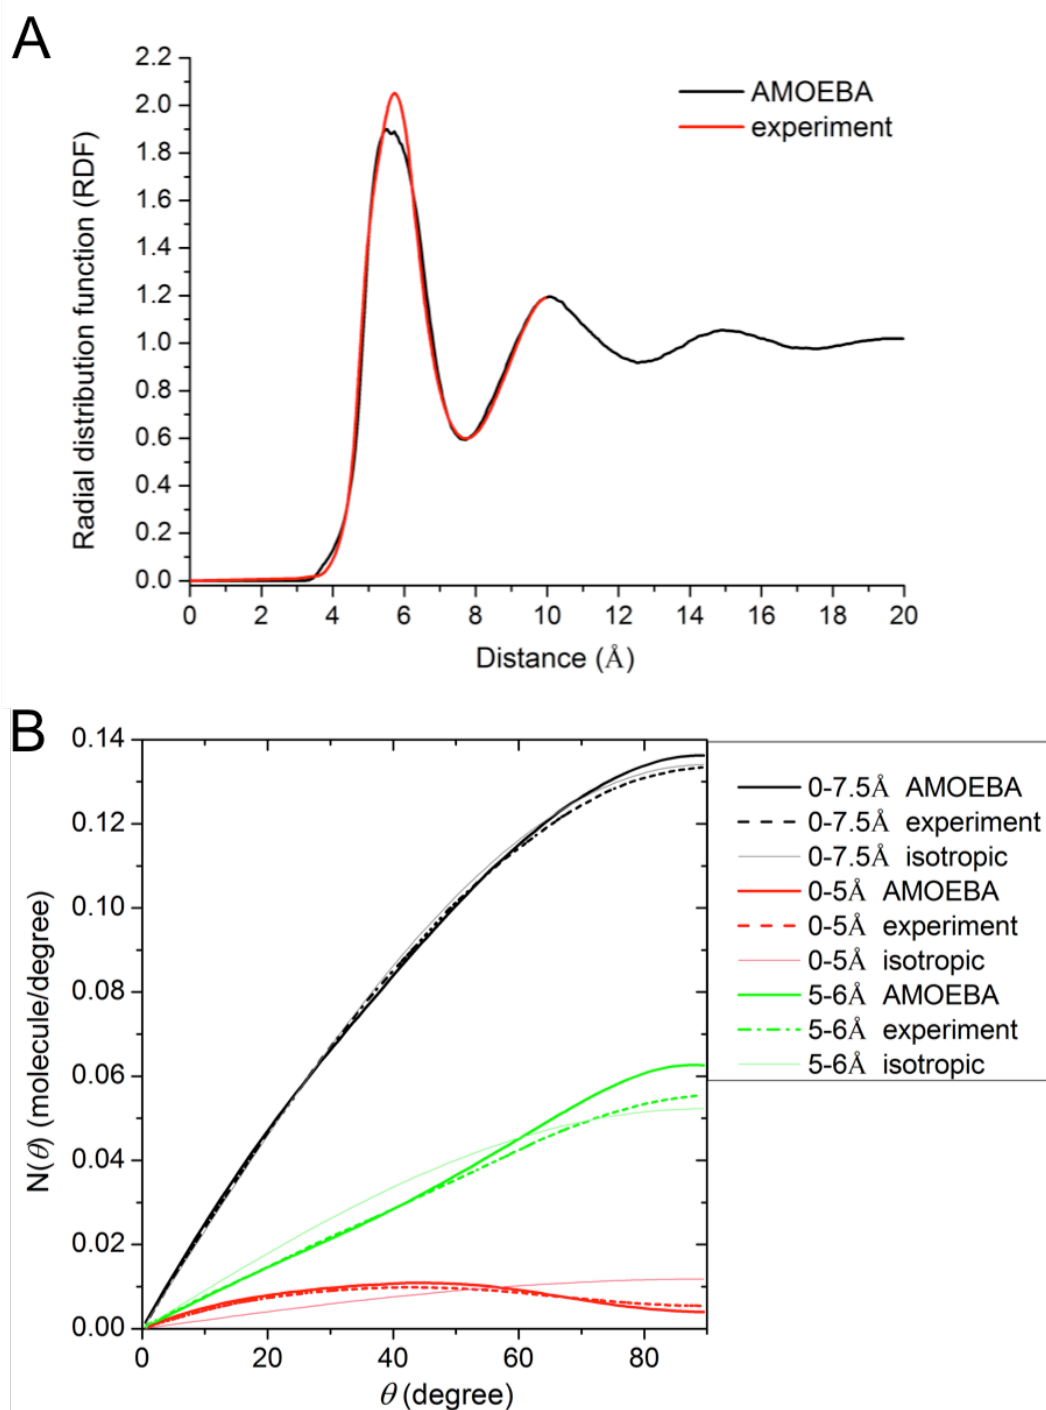 A
2.2
2.0
1.8
1.6
1.4
1.2
1.0
0.8
0.6
0.4
0.2
0.0
Radial distribution function (RDF)
AMOEBA
experiment
0 2 4 6 8 10 12 14 16 18 20
Distance (Å)
B
0.14
0.12
0.10
0.08
0.06
0.04
0.02
0.00
N(θ) (molecule/degree)
0 20 40 60 80
θ (degree)
0-7.5Å AMOEBA
0-7.5Å experiment
0-7.5Å isotropic
0-5Å AMOEBA
0-5Å experiment
0-5Å isotropic
5-6Å AMOEBA
5-6Å experiment
5-6Å isotropic